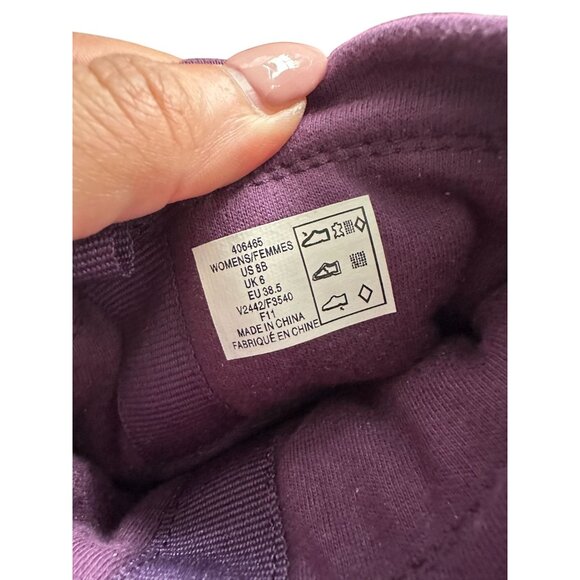 406465
WOMENS/FEMMES
US 8B
UK 6
EU 38.5
V2442/F3540
F11
MADE IN CHINA
FABRIQUÉ EN CHINE